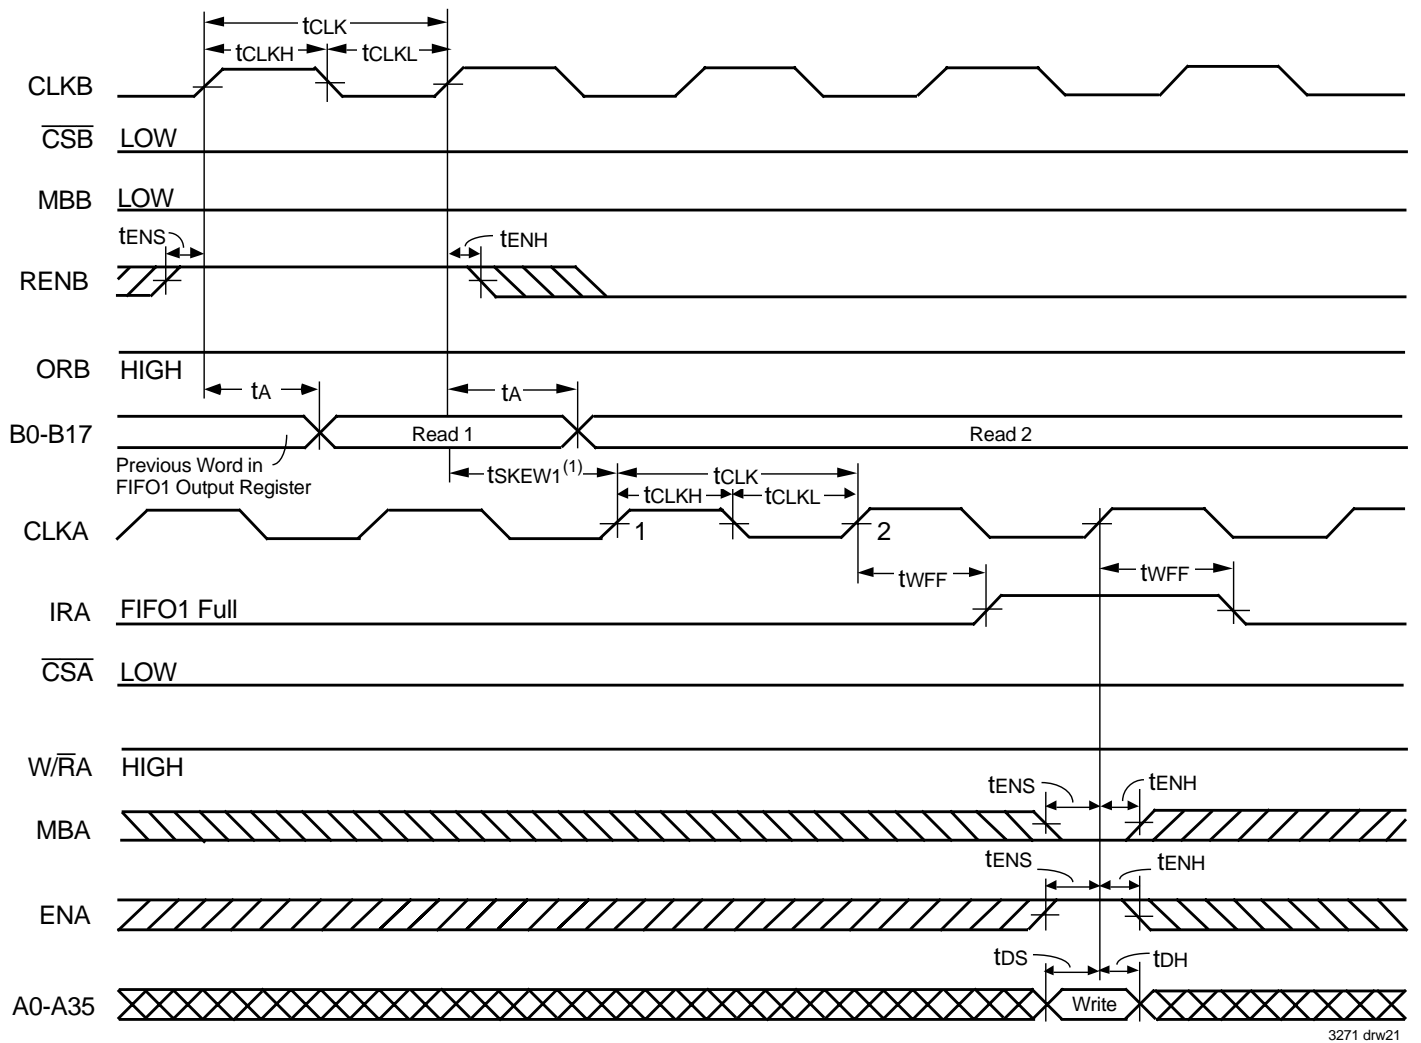 tCLK
tCLKH
tCLKL
CLKB
CSB LOW
MBB LOW
tENS
tENH
RENB
ORB HIGH
tA
tA
B0-B17
Read 1
Read 2
Previous Word in
FIFO1 Output Register
tSKEW1(1)
tCLK
tCLKH
tCLKL
CLKA
1
2
tWFF
tWFF
IRA FIFO1 Full
CSA LOW
W/RA HIGH
tENS
tENH
MBA
tENS
tENH
ENA
tDS
tDH
A0-A35
Write
3271 drw21